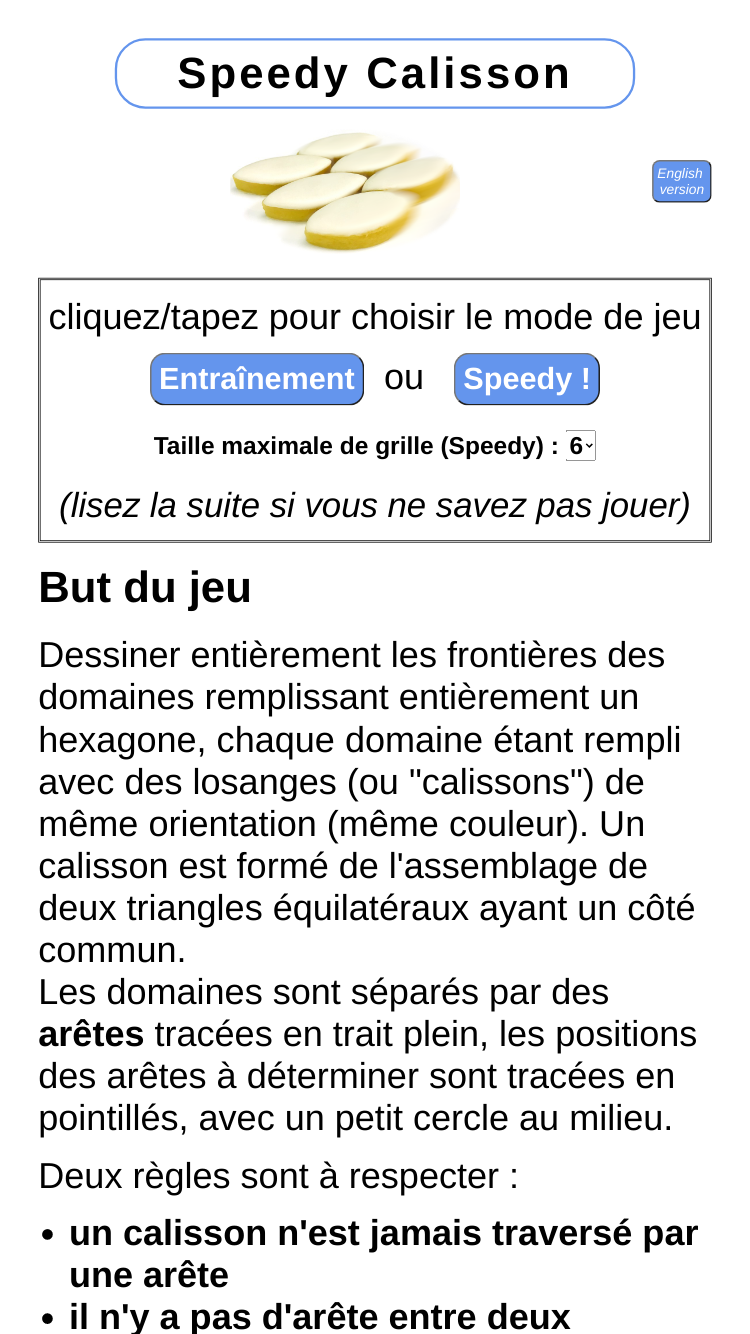 Speedy Calisson
English
version
cliquez/tapez pour choisir le mode de jeu
Entraînement ou Speedy !
Taille maximale de grille (Speedy) : 6
(lisez la suite si vous ne savez pas jouer)
But du jeu
Dessiner entièrement les frontières des
domaines remplissant entièrement un
hexagone, chaque domaine étant rempli
avec des losanges (ou "calissons") de
même orientation (même couleur). Un
calisson est formé de l'assemblage de
deux triangles équilatéraux ayant un côté
commun.
Les domaines sont séparés par des
arêtes tracées en trait plein, les positions
des arêtes à déterminer sont tracées en
pointillés, avec un petit cercle au milieu.
Deux règles sont à respecter :
• un calisson n'est jamais traversé par
une arête
• il n'y a pas d'arête entre deux